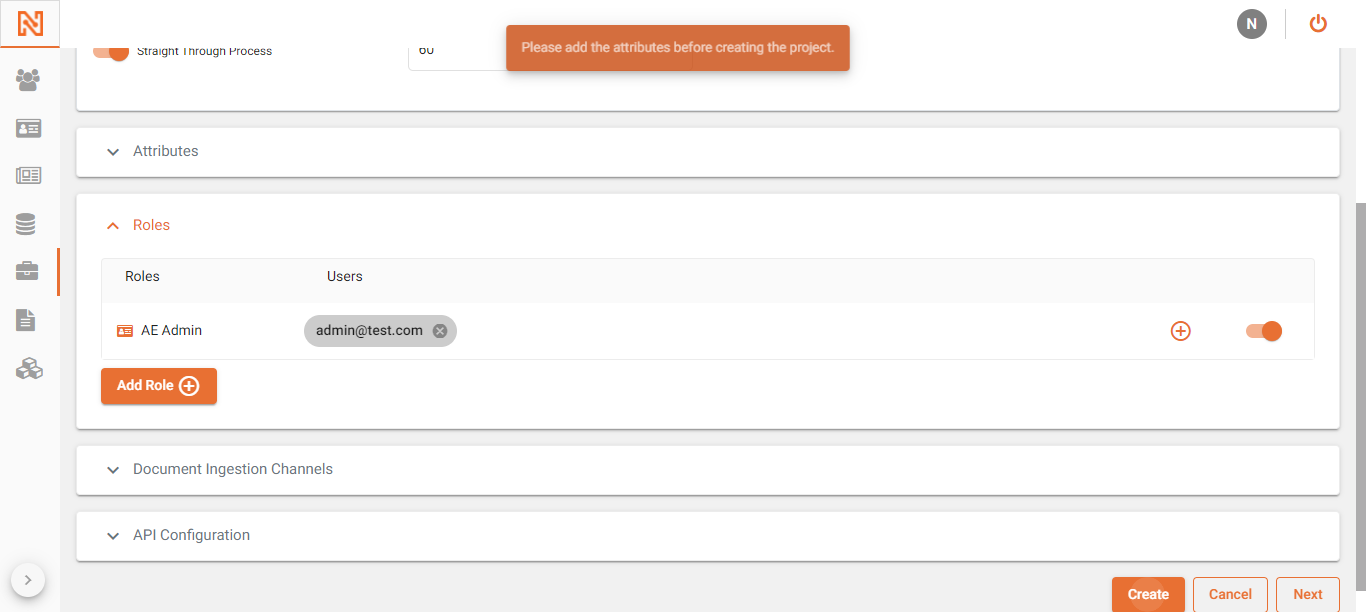 N
Straight Through Process
60
Please add the attributes before creating the project.
Attributes
Roles
Roles Users
AE Admin admin@test.com
Add Role
Document Ingestion Channels
API Configuration
Create Cancel Next